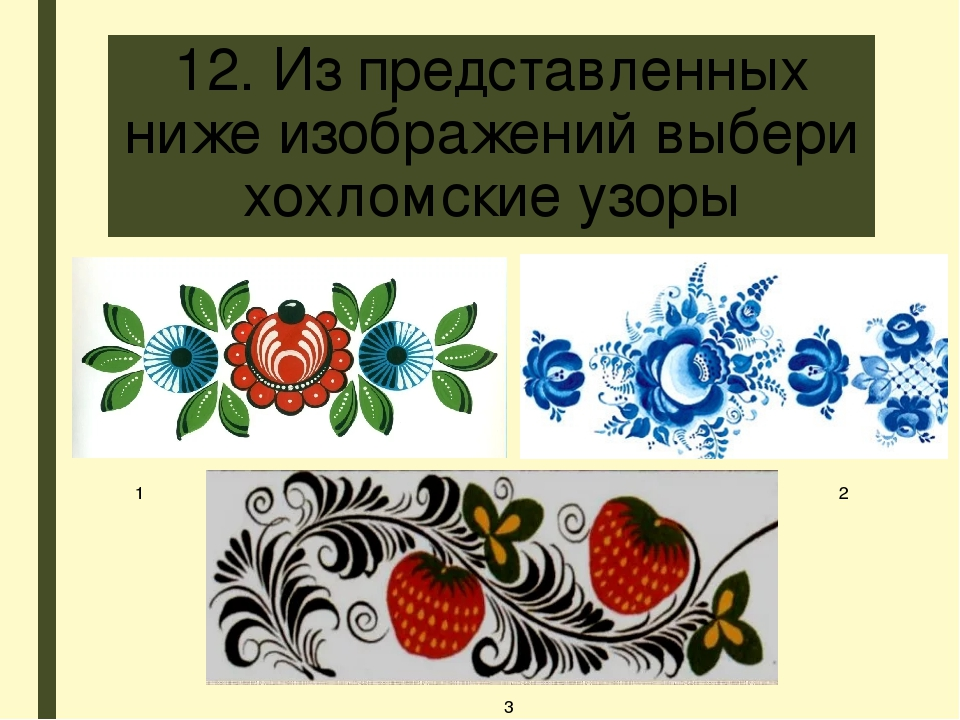 12. Из представленных
ниже изображений выбери
хохломские узоры
1
2
3